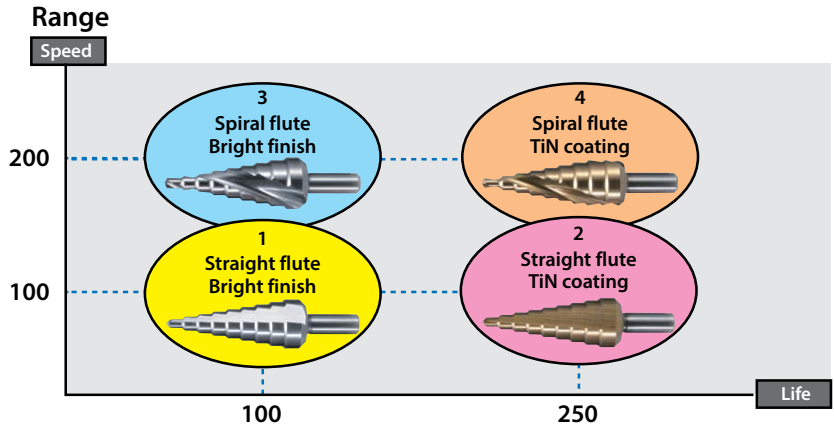 Range
Speed
3
Spiral flute
Bright finish
4
Spiral flute
TiN coating
200
1
Straight flute
Bright finish
2
Straight flute
TiN coating
100
Life
100
250